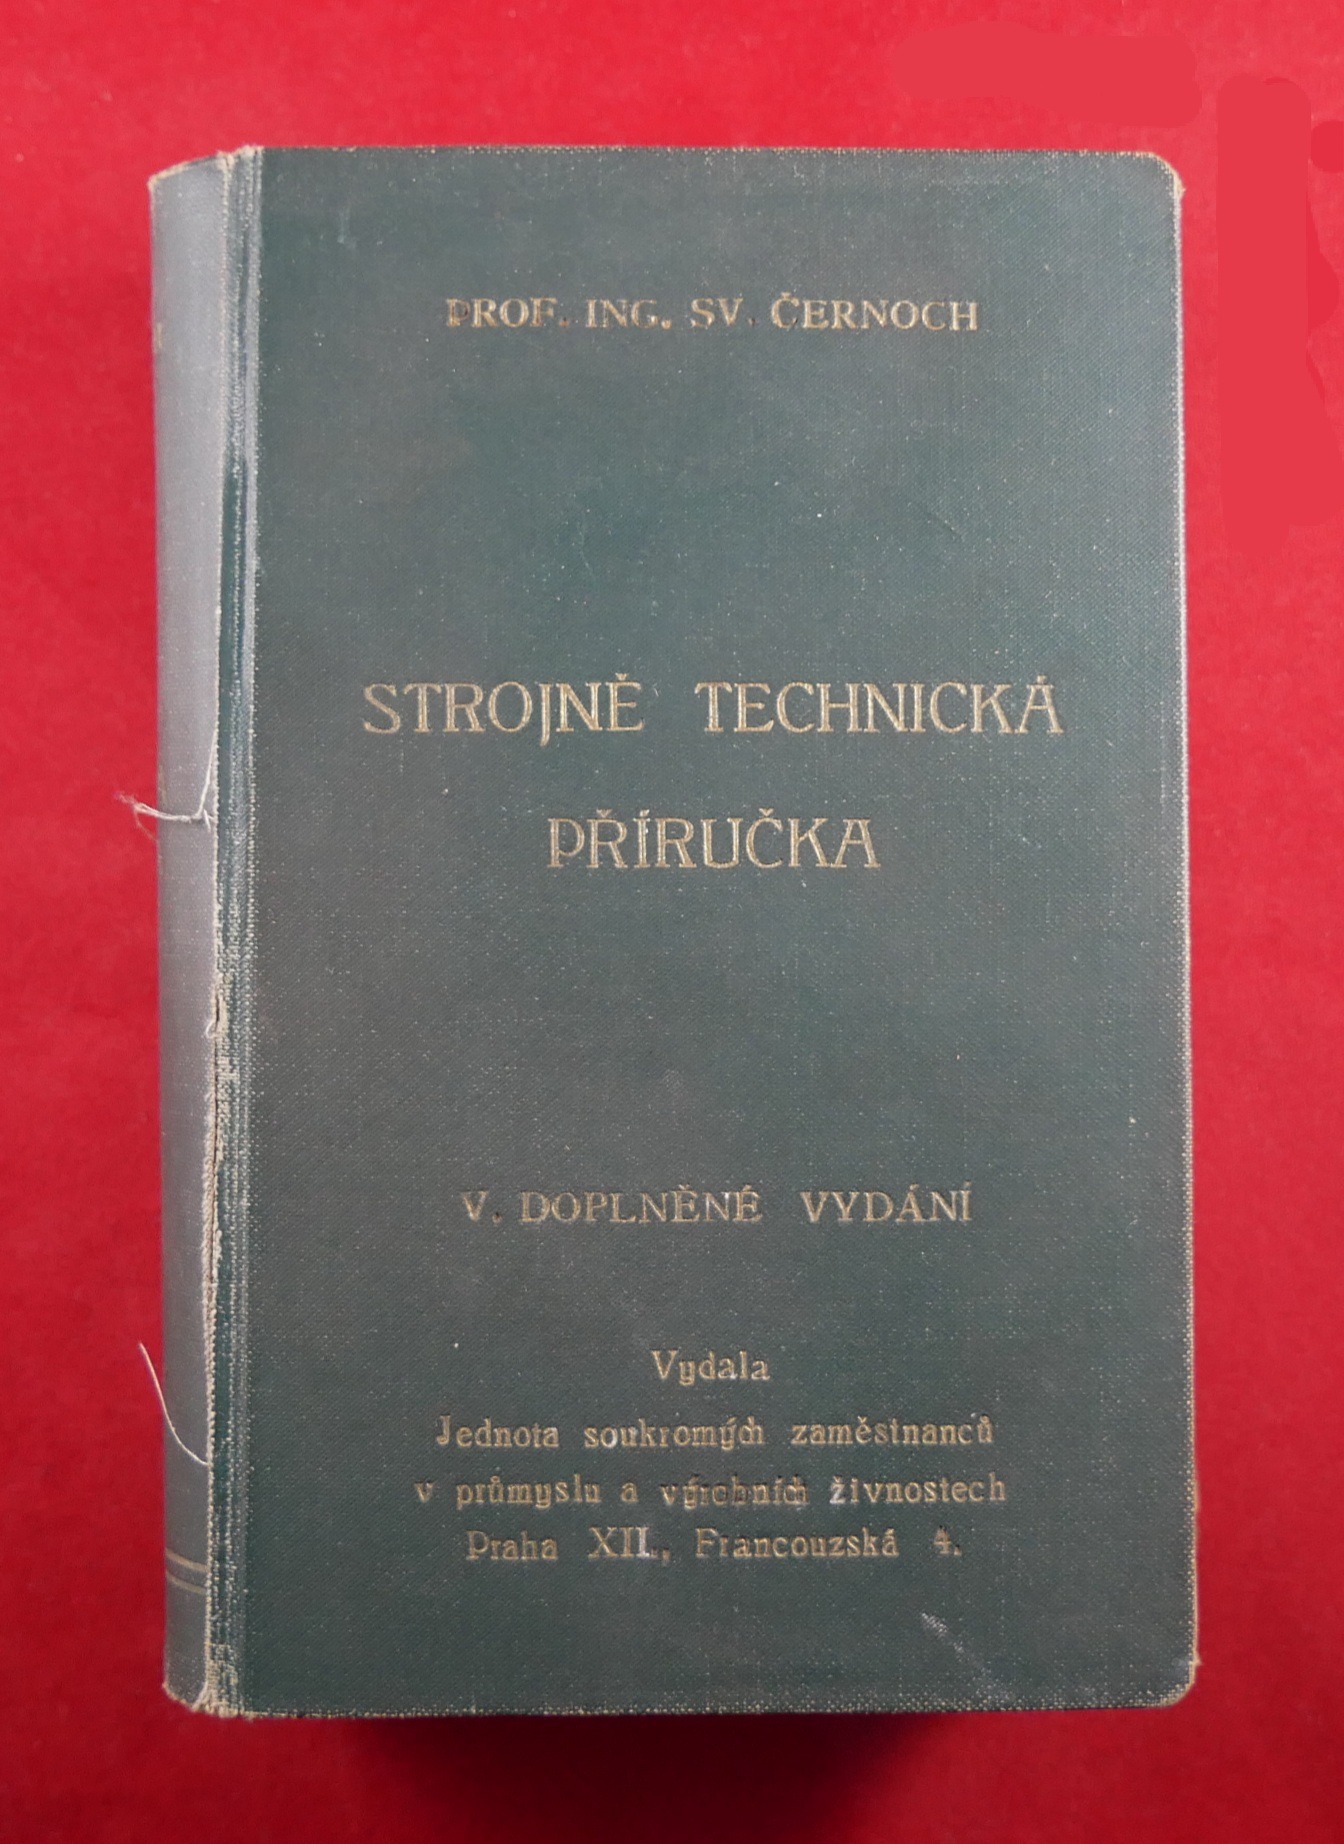 PROF. ING. SV. ČERNOCH
STROJNĚ TECHNICKÁ
PŘÍRUČKA
V. DOPLNĚNÉ VYDÁNÍ
Vydala
Jednota soukromých zaměstnanců
v průmyslu a výrobních živnostech
Praha XII., Francouzská 4.